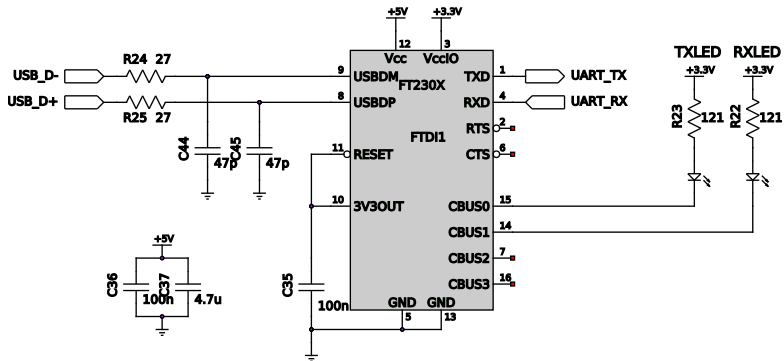 +5V +3.3V
12 3
Vcc VccIO
TXLED RXLED
+3.3V +3.3V
R24 27
USB_D- 9 USBDM TXD 1 UART_TX
FT230X
USB_D+ 8 USBDP RXD 4 UART_RX
R25 27
R23 121 R22 121
RTS 2
FTDI1
C44 47p C45 47p
11 RESET CTS 6
10 3V3OUT CBUS0 15
CBUS1 14
+5V
CBUS2 7
C36 100n C37 4.7u
C35 100n
CBUS3 16
GND GND
5 13